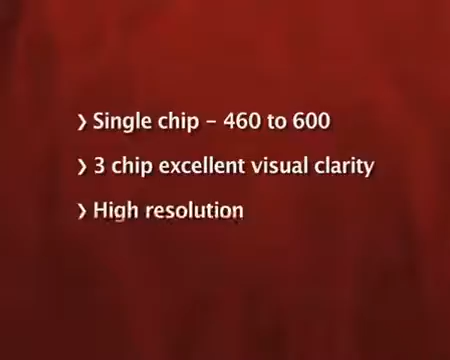 ❯ Single chip – 460 to 600
❯ 3 chip excellent visual clarity
❯ High resolution